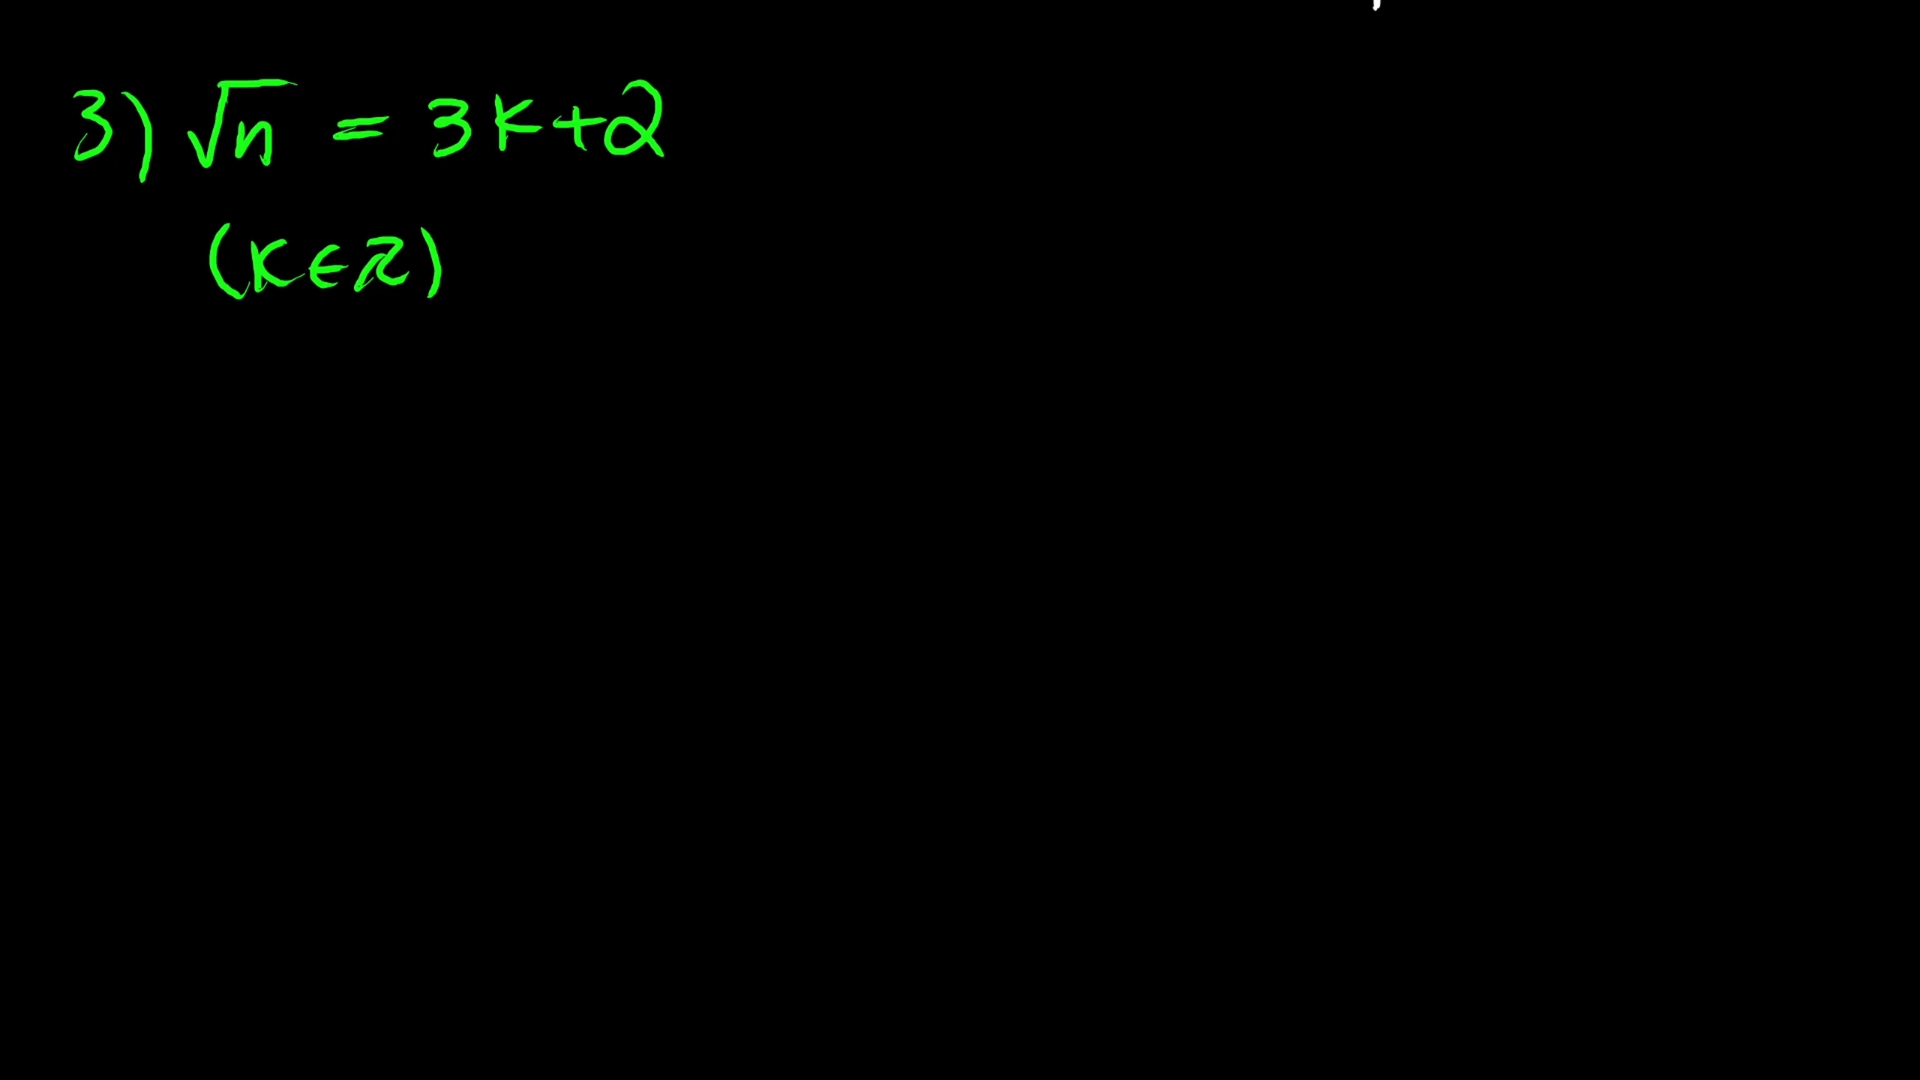 3) √n = 3k+2
(k∈ℤ)